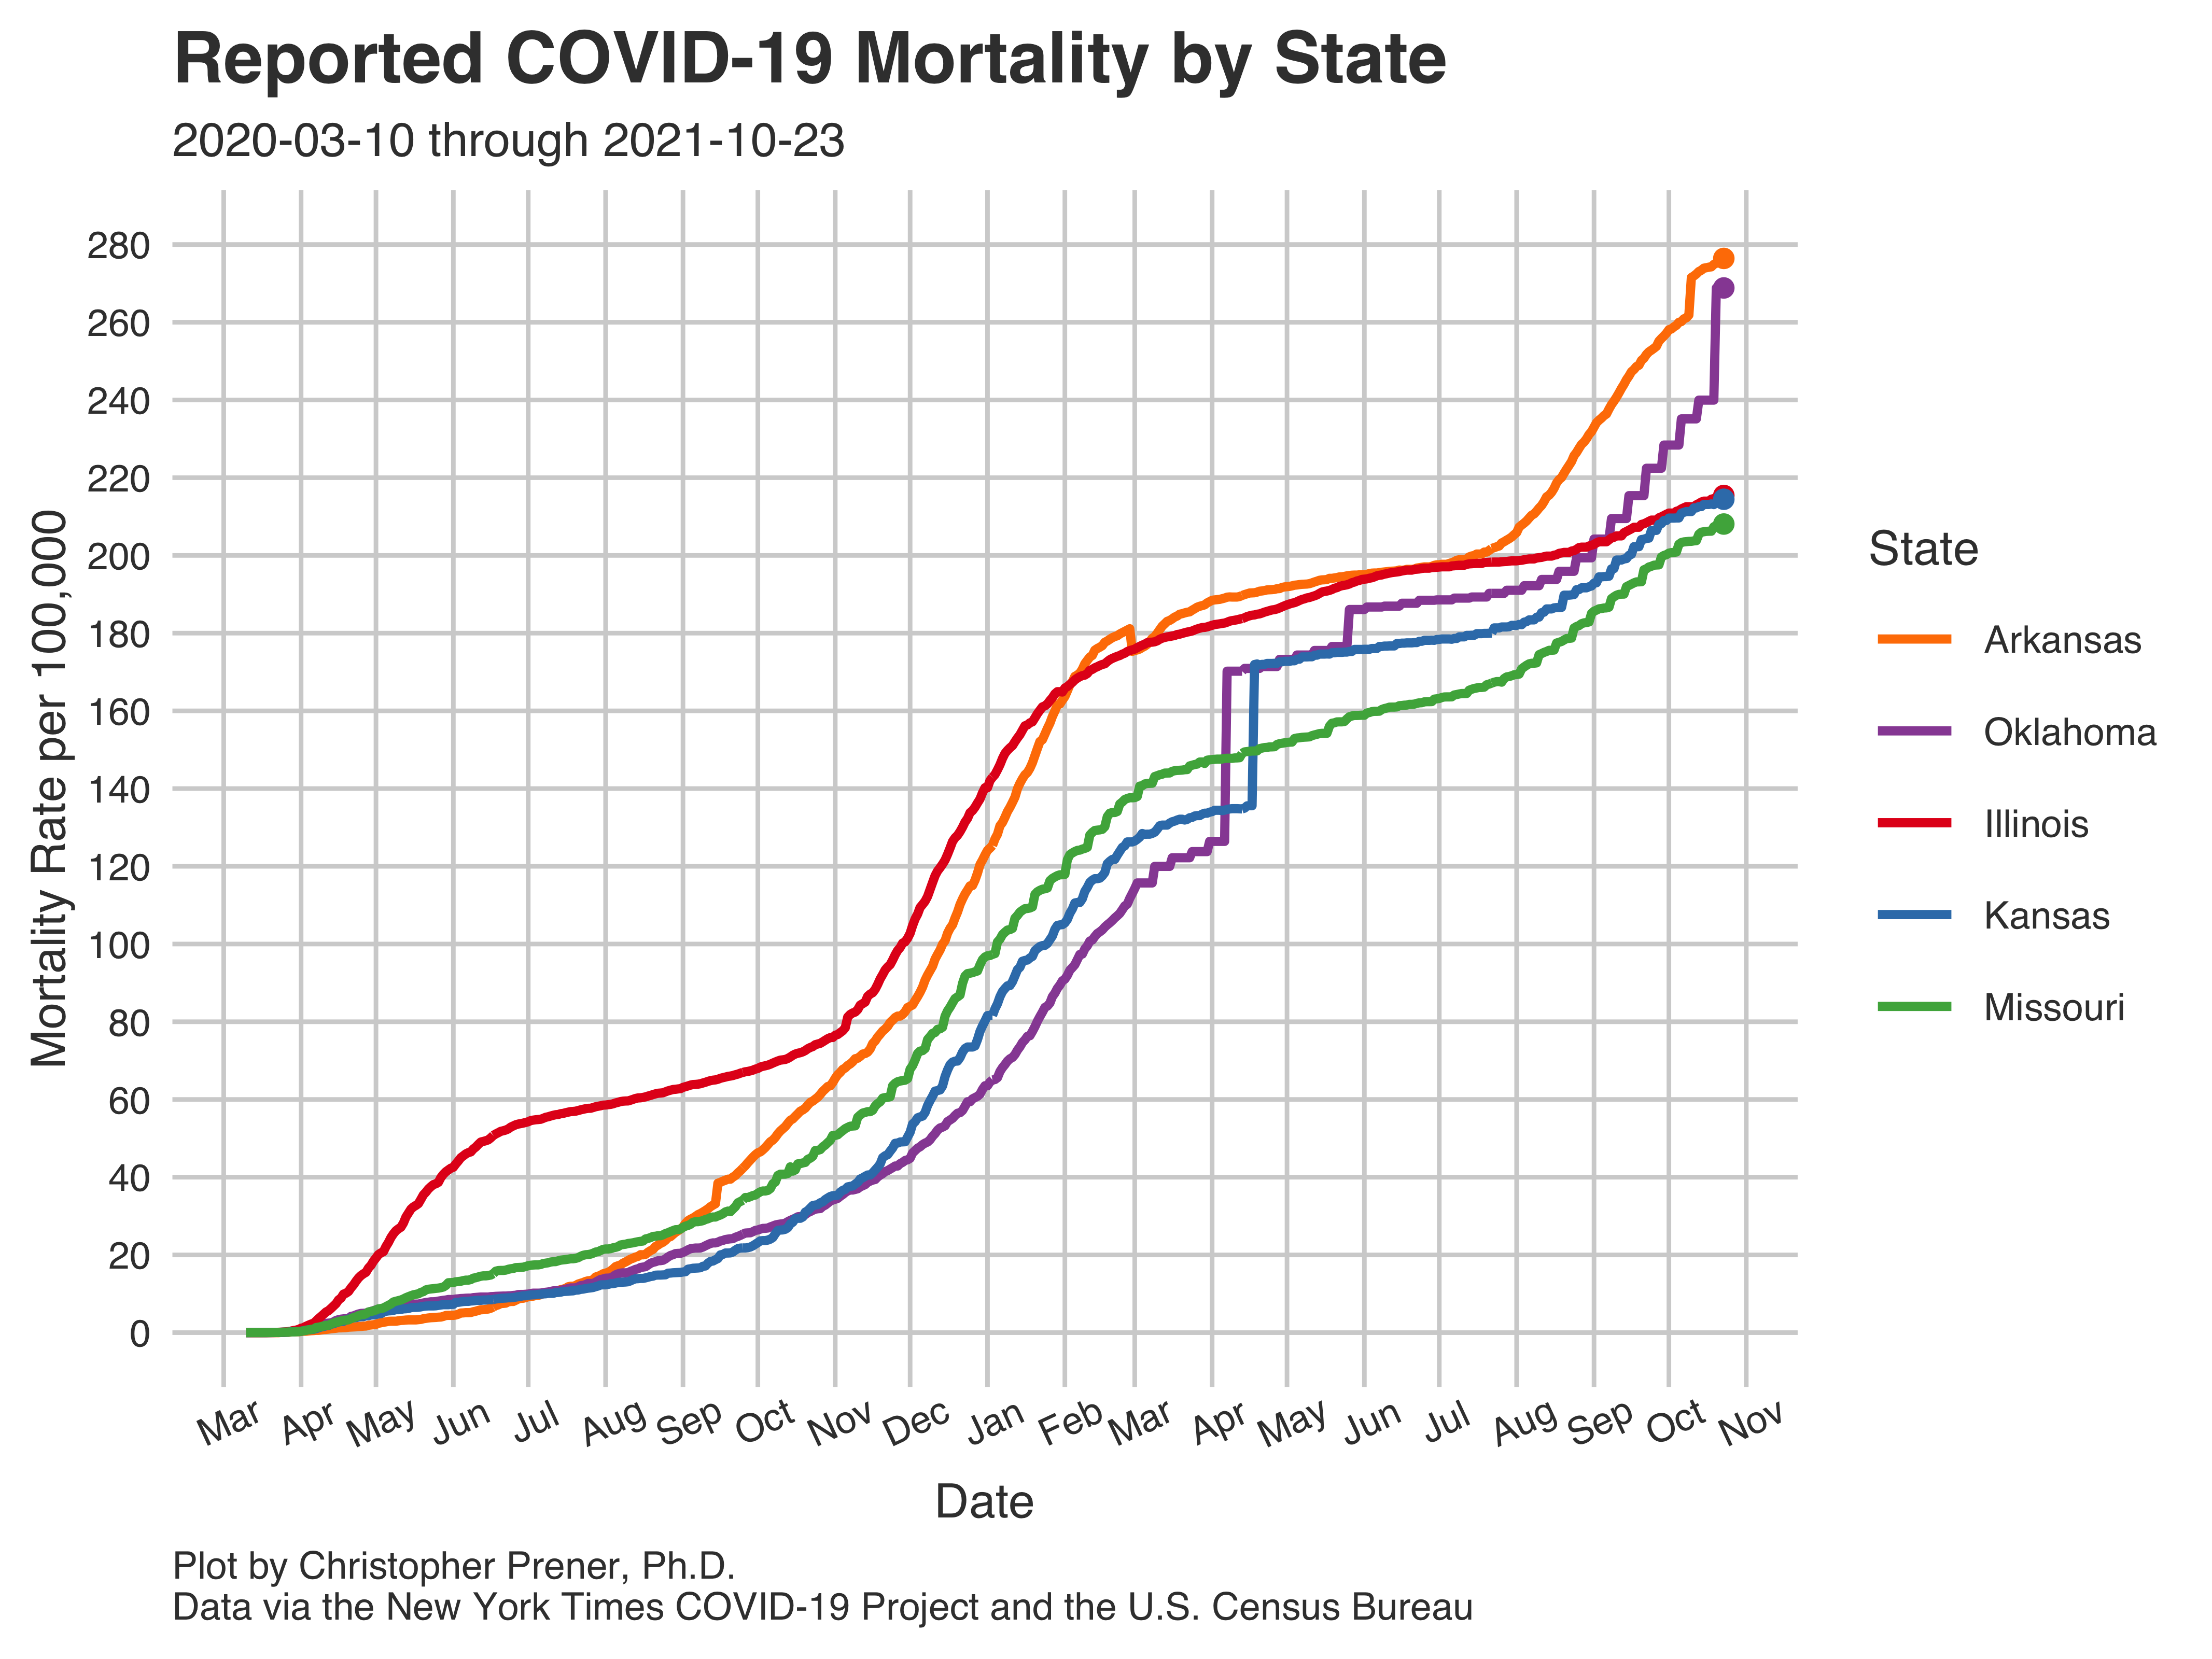 Reported COVID-19 Mortality by State
2020-03-10 through 2021-10-23
Mortality Rate per 100,000
280
260
240
220
200
180
160
140
120
100
80
60
40
20
0
Mar Apr May Jun Jul Aug Sep Oct Nov Dec Jan Feb Mar Apr May Jun Jul Aug Sep Oct Nov
Date
State
Arkansas
Oklahoma
Illinois
Kansas
Missouri
Plot by Christopher Prener, Ph.D.
Data via the New York Times COVID-19 Project and the U.S. Census Bureau